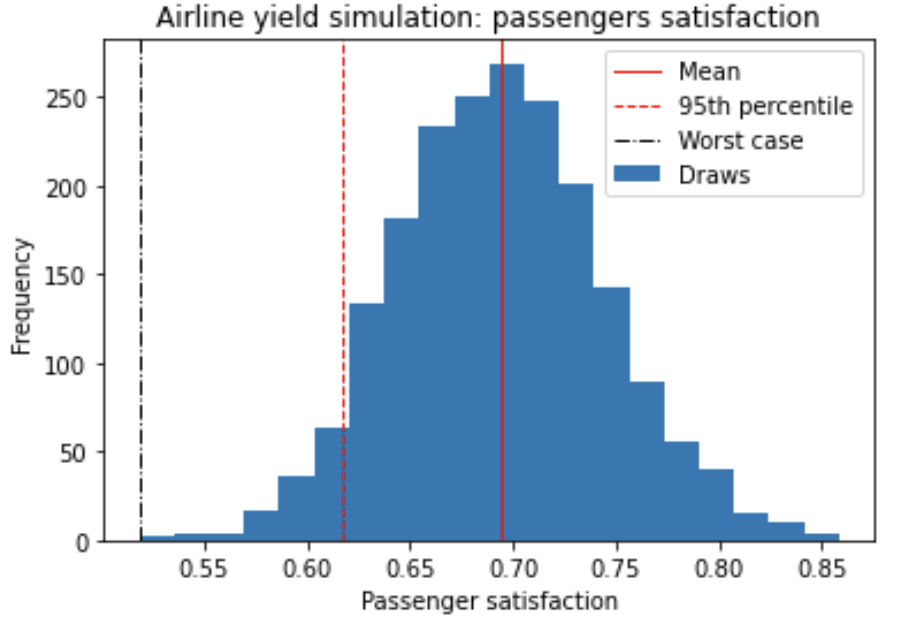 Airline yield simulation: passengers satisfaction
Mean
95th percentile
Worst case
Draws
Frequency
250
200
150
100
50
0
0.55 0.60 0.65 0.70 0.75 0.80 0.85
Passenger satisfaction